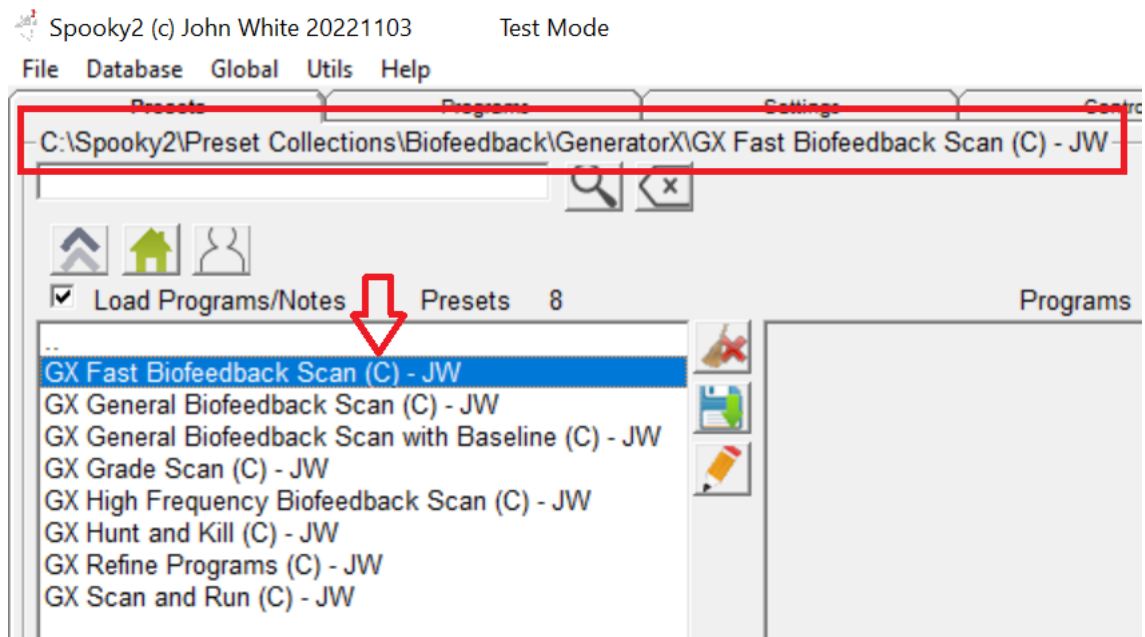 Spooky2 (c) John White 20221103 Test Mode
File Database Global Utils Help
Presets Programs Settings
C:\Spooky2\Preset Collections\Biofeedback\GeneratorX\GX Fast Biofeedback Scan (C) - JW
Load Programs/Notes Presets 8 Programs
..
GX Fast Biofeedback Scan (C) - JW
GX General Biofeedback Scan (C) - JW
GX General Biofeedback Scan with Baseline (C) - JW
GX Grade Scan (C) - JW
GX High Frequency Biofeedback Scan (C) - JW
GX Hunt and Kill (C) - JW
GX Refine Programs (C) - JW
GX Scan and Run (C) - JW